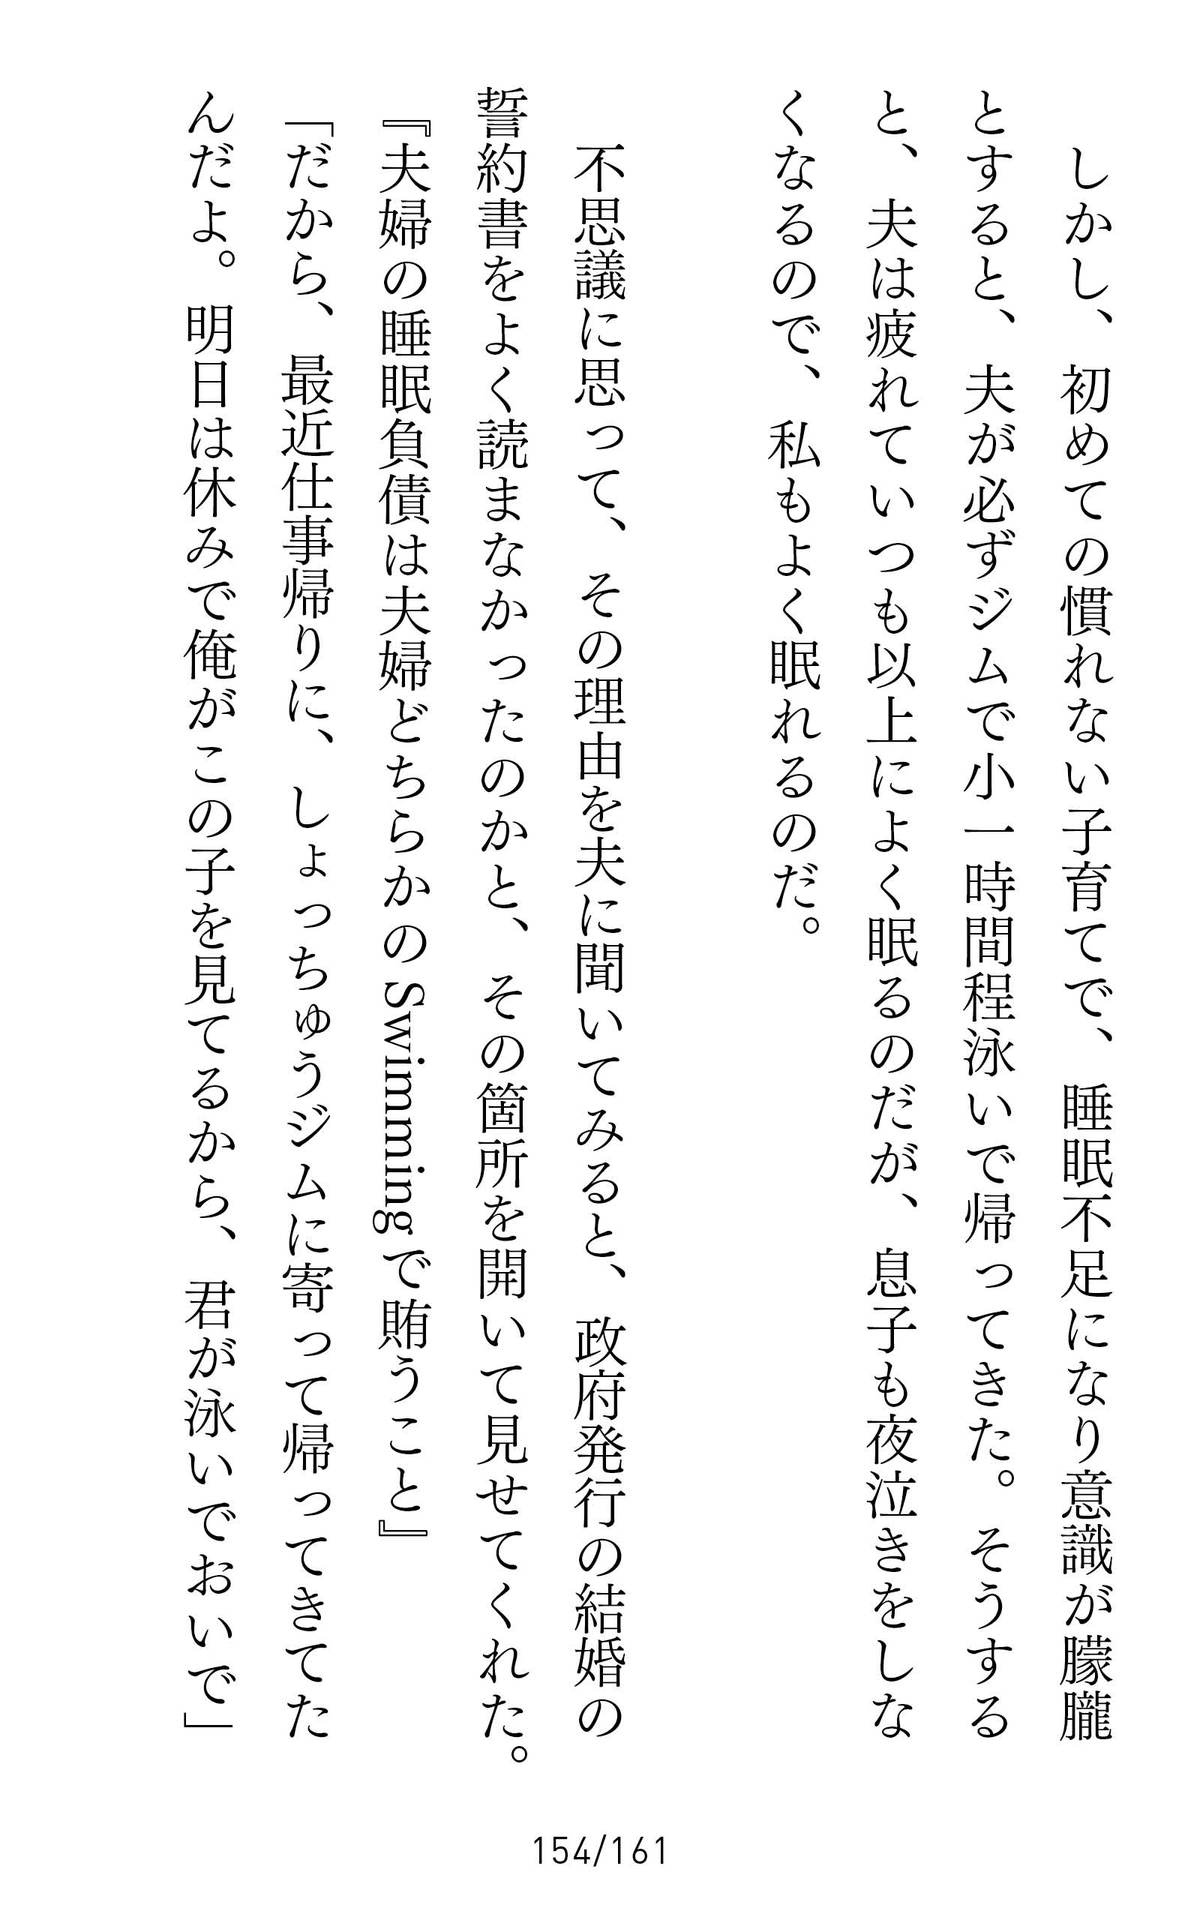 しかし、初めての慣れない子育てで、睡眠不足になり意識が朦朧
とすると、夫が必ずジムで小一時間程泳いで帰ってきた。そうする
と、夫は疲れていつも以上によく眠るのだが、息子も夜泣きをしな
くなるので、私もよく眠れるのだ。
不思議に思って、その理由を夫に聞いてみると、政府発行の結婚の
誓約書をよく読まなかったのかと、その箇所を開いて見せてくれた。
『夫婦の睡眠負債は夫婦どちらかのSwimmingで賄うこと』
「だから、最近仕事帰りに、しょっちゅうジムに寄って帰ってきてた
んだよ。明日は休みで俺がこの子を見てるから、君が泳いでおいで」
154/161